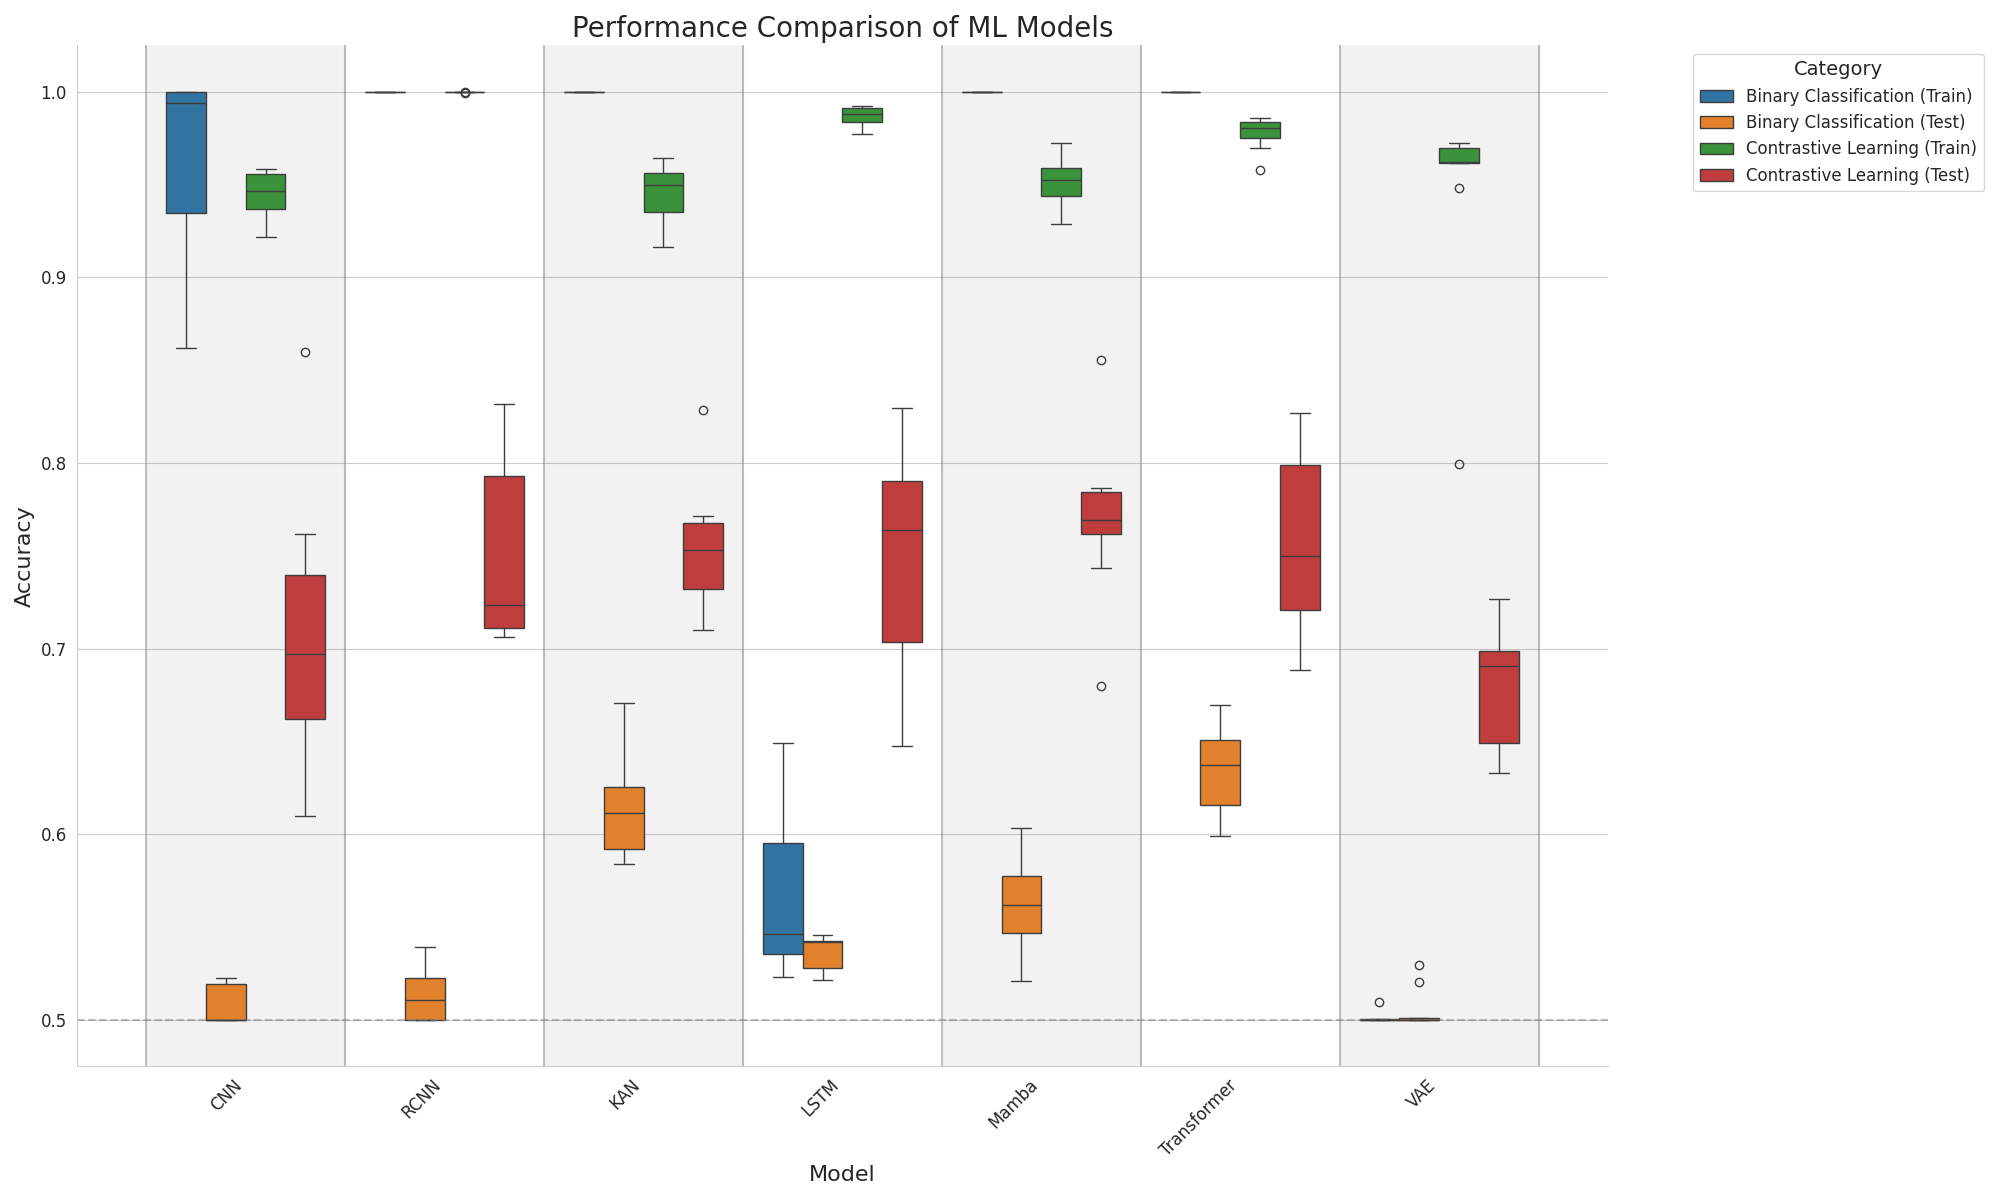 Performance Comparison of ML Models
Category
Binary Classification (Train)
Binary Classification (Test)
Contrastive Learning (Train)
Contrastive Learning (Test)
Accuracy
1.0
0.9
0.8
0.7
0.6
0.5
CNN
RCNN
KAN
LSTM
Mamba
Transformer
VAE
Model